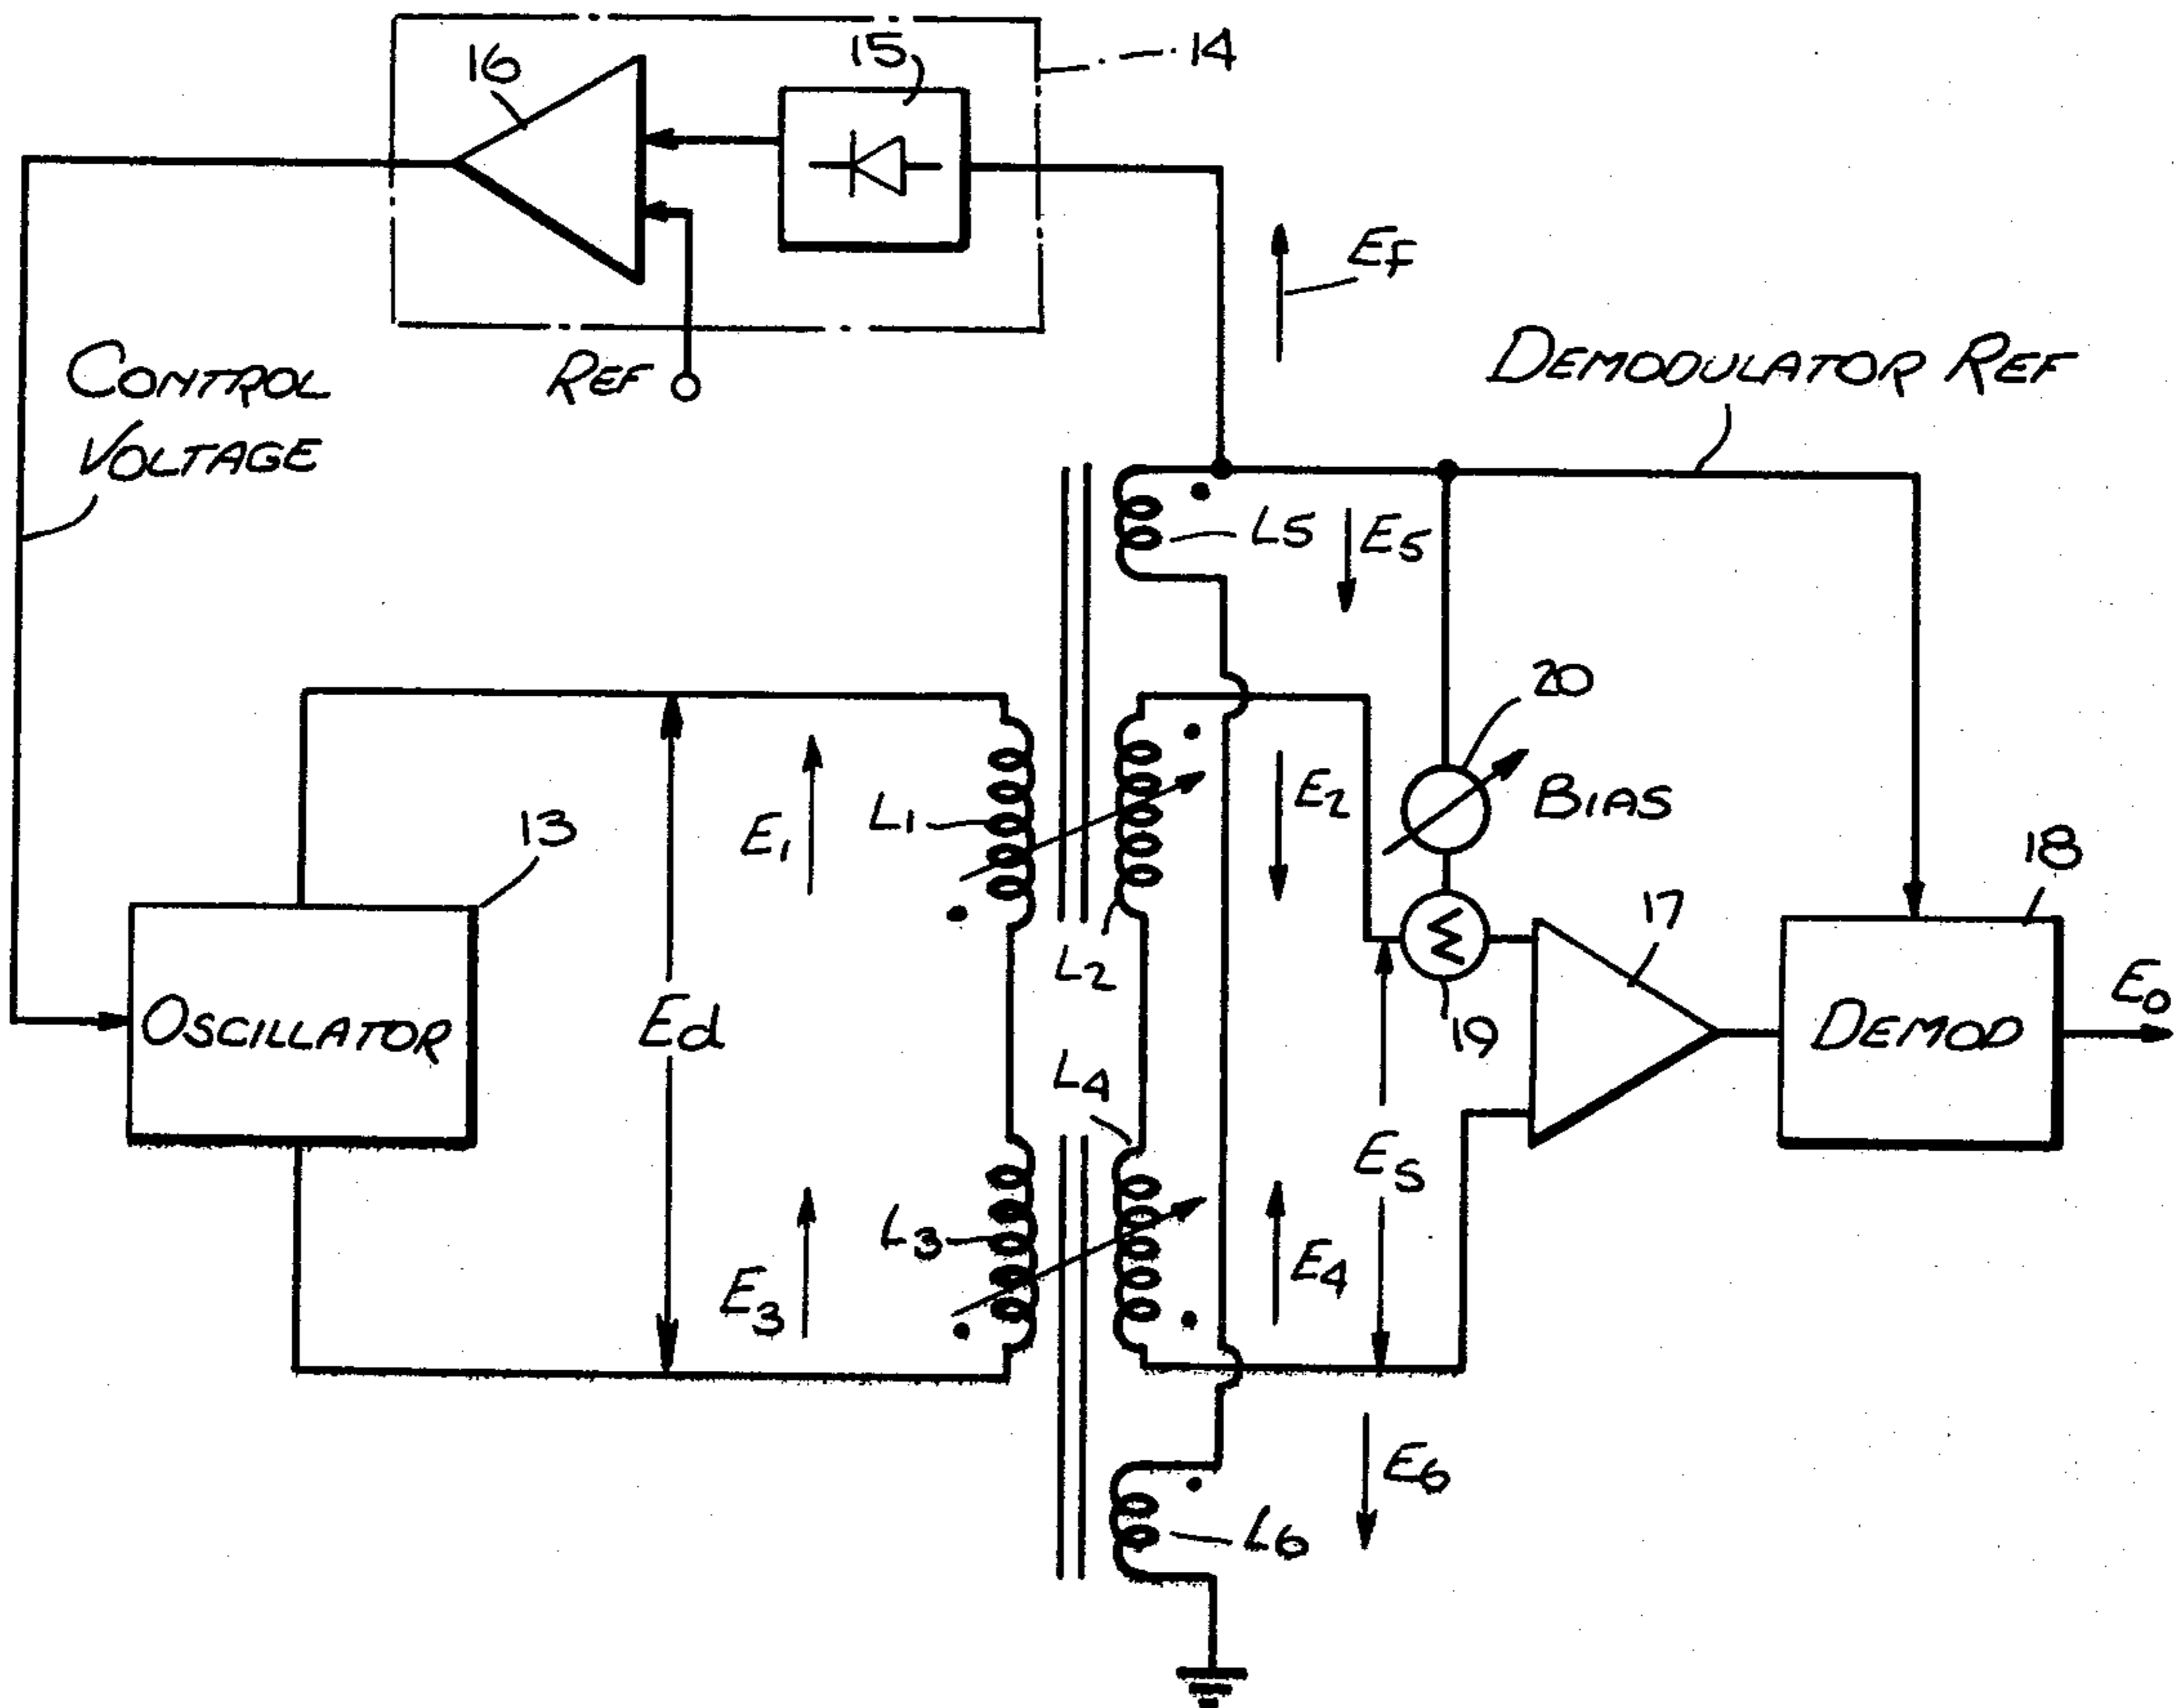 14
15
16
Ef
REF
CONTROL
VOLTAGE
DEMODULATOR REF
L5
E5
20
BIAS
E2
L1
E1
13
18
17
L2
Ed
OSCILLATOR
19
DEMOD
Eo
L4
Es
L3
E4
E3
E6
L6